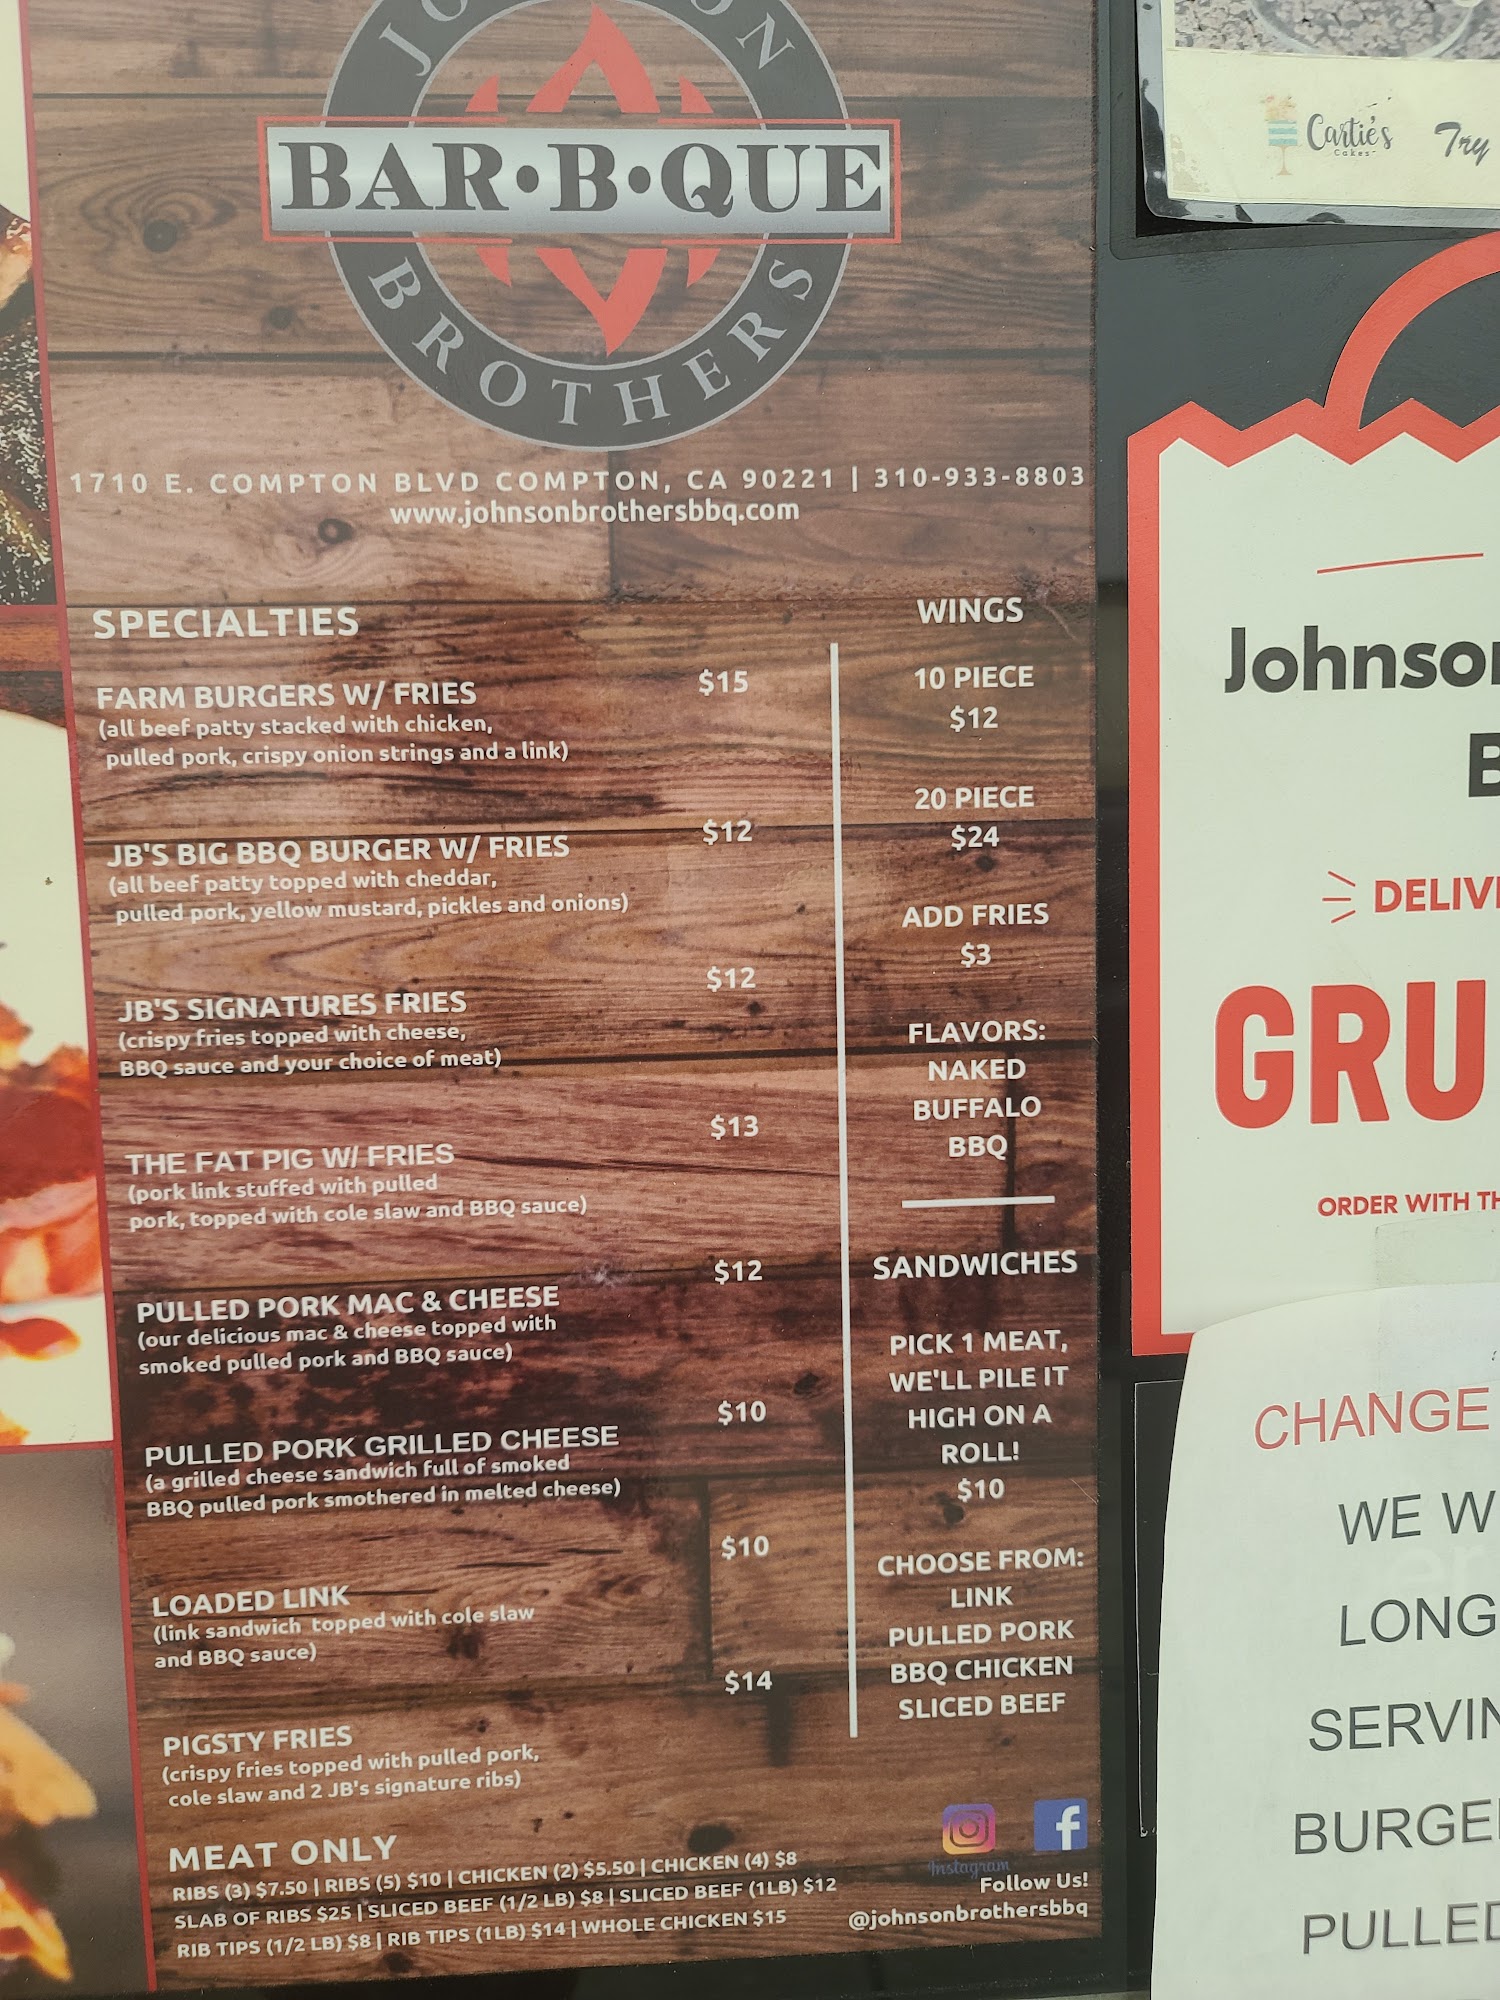 BAR•B•QUE
BROTHERS
1710 E. COMPTON BLVD COMPTON, CA 90221 | 310-933-8803
www.johnsonbrothersbbq.com
SPECIALTIES
FARM BURGERS W/ FRIES $15
(all beef patty stacked with chicken,
pulled pork, crispy onion strings and a link)
JB'S BIG BBQ BURGER W/ FRIES $12
(all beef patty topped with cheddar,
pulled pork, yellow mustard, pickles and onions)
JB'S SIGNATURES FRIES $12
(crispy fries topped with cheese,
BBQ sauce and your choice of meat)
THE FAT PIG W/ FRIES $13
(pork link stuffed with pulled
pork, topped with cole slaw and BBQ sauce)
PULLED PORK MAC & CHEESE $12
(our delicious mac & cheese topped with
smoked pulled pork and BBQ sauce)
PULLED PORK GRILLED CHEESE $10
(a grilled cheese sandwich full of smoked
BBQ pulled pork smothered in melted cheese)
LOADED LINK $10
(link sandwich topped with cole slaw
and BBQ sauce)
PIGSTY FRIES $14
(crispy fries topped with pulled pork,
cole slaw and 2 JB's signature ribs)
MEAT ONLY
RIBS (3) $7.50 | RIBS (5) $10 | CHICKEN (2) $5.50 | CHICKEN (4) $8
SLAB OF RIBS $25 | SLICED BEEF (1/2 LB) $8 | SLICED BEEF (1LB) $12
RIB TIPS (1/2 LB) $8 | RIB TIPS (1LB) $14 | WHOLE CHICKEN $15
WINGS
10 PIECE
$12
20 PIECE
$24
ADD FRIES
$3
FLAVORS:
NAKED
BUFFALO
BBQ
SANDWICHES
PICK 1 MEAT,
WE'LL PILE IT
HIGH ON A
ROLL!
$10
CHOOSE FROM:
LINK
PULLED PORK
BBQ CHICKEN
SLICED BEEF
Instagram
Follow Us!
@johnsonbrothersbbq
Cartie's
Cakes
Try
Johnso
B
DELIV
GRU
ORDER WITH TH
CHANGE
WE W
LONG
SERVIN
BURGE
PULLED